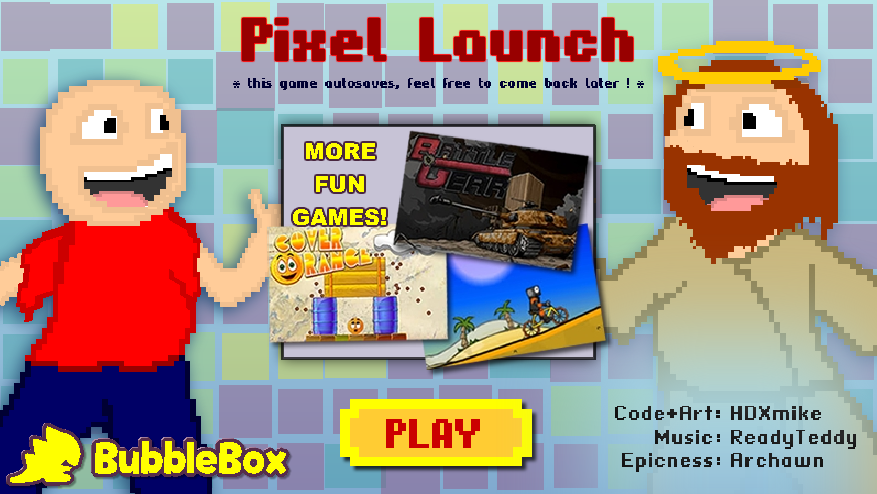 Pixel Launch
* this game autosaves, feel free to come back later ! *
MORE
FUN
GAMES!
BATTLE
GEAR
COVER
ORANGE
PLAY
BubbleBox
Code+Art: HDXmike
Music: ReadyTeddy
Epicness: Archawn